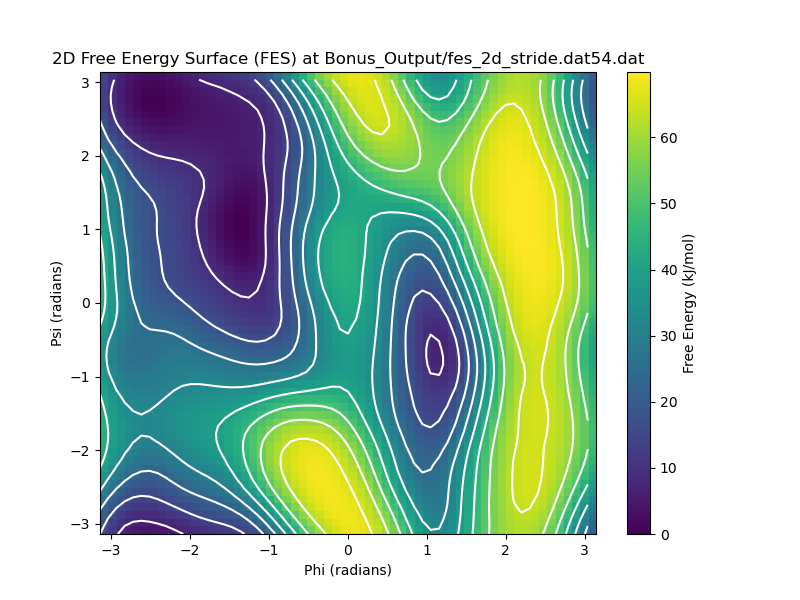 2D Free Energy Surface (FES) at Bonus_Output/fes_2d_stride.dat54.dat
3
2
1
0
−1
−2
−3
Psi (radians)
−3 −2 −1 0 1 2 3
Phi (radians)
60
50
40
30
20
10
0
Free Energy (kJ/mol)